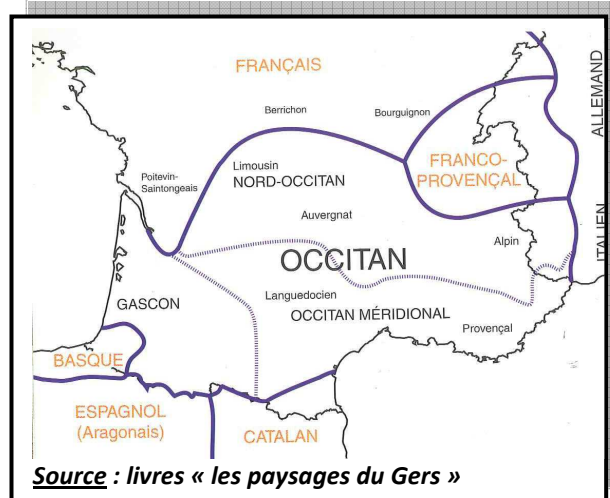 FRANÇAIS
Berrichon
Bourguignon
ALLEMAND
Poitevin-
Saintongeais
Limousin
NORD-OCCITAN
FRANCO-
PROVENÇAL
Auvergnat
Alpin
ITALIEN
OCCITAN
Languedocien
GASCON
OCCITAN MÉRIDIONAL
Provençal
BASQUE
ESPAGNOL
(Aragonais)
CATALAN
Source : livres « les paysages du Gers »